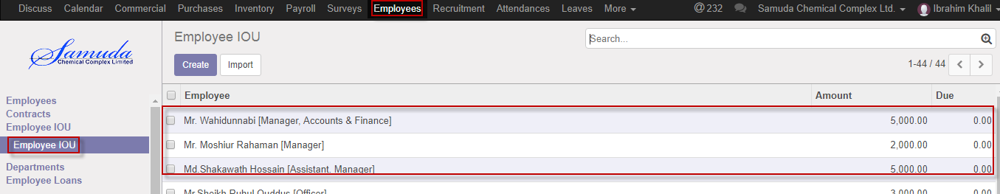 Discuss Calendar Commercial Purchases Inventory Payroll Surveys Employees Recruitment Attendances Leaves More @ 232 Samuda Chemical Complex Ltd. Ibrahim Khalil
Samuda
Chemical Complex Limited
Employee IOU
Search...
Create Import
1-44 / 44
Employees
Contracts
Employee IOU
Employee IOU
Departments
Employee Loans
Employee Amount Due
Mr. Wahidunnabi [Manager, Accounts & Finance] 5,000.00 0.00
Mr. Moshiur Rahaman [Manager] 2,000.00 0.00
Md.Shakawath Hossain [Assistant. Manager] 5,000.00 0.00
Mr.Sheikh Ruhul Quddus [Officer] 3,000.00 0.00